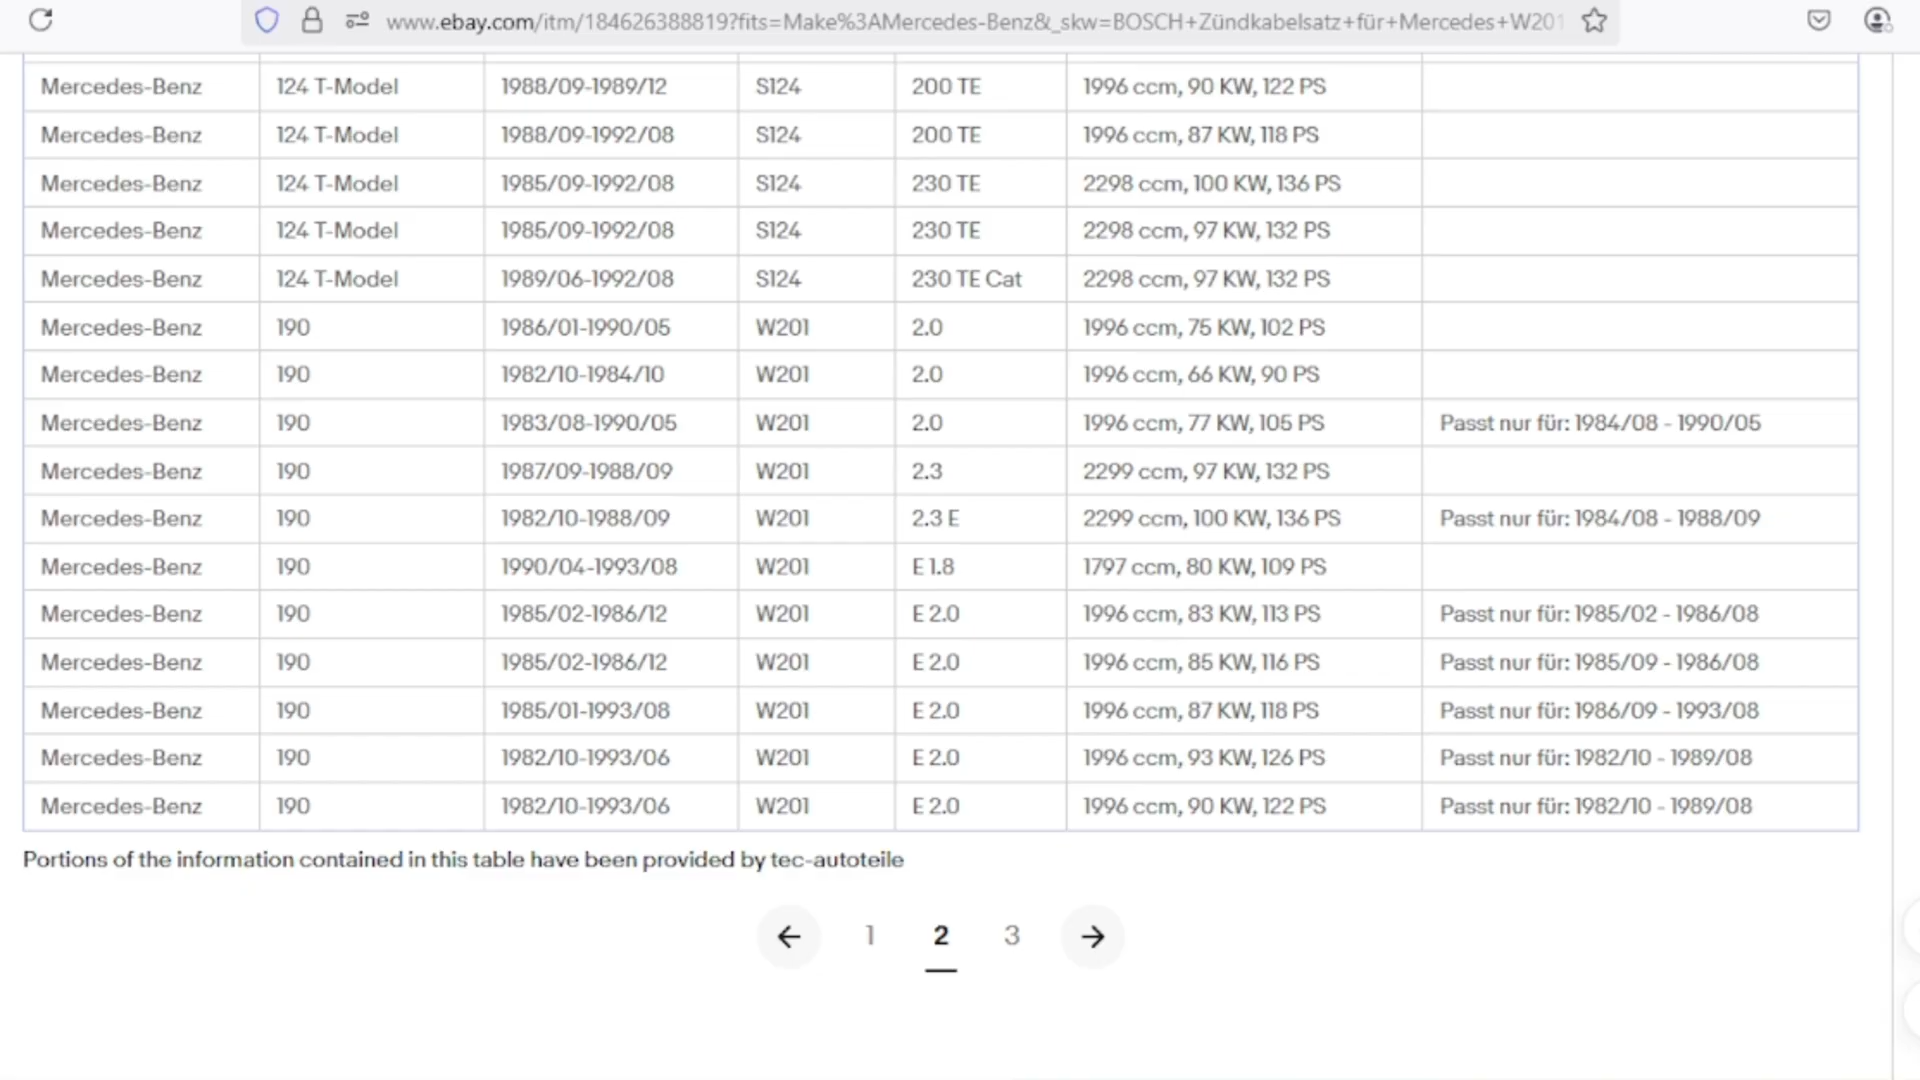 www.ebay.com/itm/184626388819?fits=Make%3AMercedes-Benz&_skw=BOSCH+Zündkabelsatz+für+Mercedes+W201
Mercedes-Benz 124 T-Model 1988/09-1989/12 S124 200 TE 1996 ccm, 90 KW, 122 PS
Mercedes-Benz 124 T-Model 1988/09-1992/08 S124 200 TE 1996 ccm, 87 KW, 118 PS
Mercedes-Benz 124 T-Model 1985/09-1992/08 S124 230 TE 2298 ccm, 100 KW, 136 PS
Mercedes-Benz 124 T-Model 1985/09-1992/08 S124 230 TE 2298 ccm, 97 KW, 132 PS
Mercedes-Benz 124 T-Model 1989/06-1992/08 S124 230 TE Cat 2298 ccm, 97 KW, 132 PS
Mercedes-Benz 190 1986/01-1990/05 W201 2.0 1996 ccm, 75 KW, 102 PS
Mercedes-Benz 190 1982/10-1984/10 W201 2.0 1996 ccm, 66 KW, 90 PS
Mercedes-Benz 190 1983/08-1990/05 W201 2.0 1996 ccm, 77 KW, 105 PS Passt nur für: 1984/08 - 1990/05
Mercedes-Benz 190 1987/09-1988/09 W201 2.3 2299 ccm, 97 KW, 132 PS
Mercedes-Benz 190 1982/10-1988/09 W201 2.3 E 2299 ccm, 100 KW, 136 PS Passt nur für: 1984/08 - 1988/09
Mercedes-Benz 190 1990/04-1993/08 W201 E 1.8 1797 ccm, 80 KW, 109 PS
Mercedes-Benz 190 1985/02-1986/12 W201 E 2.0 1996 ccm, 83 KW, 113 PS Passt nur für: 1985/02 - 1986/08
Mercedes-Benz 190 1985/02-1986/12 W201 E 2.0 1996 ccm, 85 KW, 116 PS Passt nur für: 1985/09 - 1986/08
Mercedes-Benz 190 1985/01-1993/08 W201 E 2.0 1996 ccm, 87 KW, 118 PS Passt nur für: 1986/09 - 1993/08
Mercedes-Benz 190 1982/10-1993/06 W201 E 2.0 1996 ccm, 93 KW, 126 PS Passt nur für: 1982/10 - 1989/08
Mercedes-Benz 190 1982/10-1993/06 W201 E 2.0 1996 ccm, 90 KW, 122 PS Passt nur für: 1982/10 - 1989/08
Portions of the information contained in this table have been provided by tec-autoteile
1 2 3